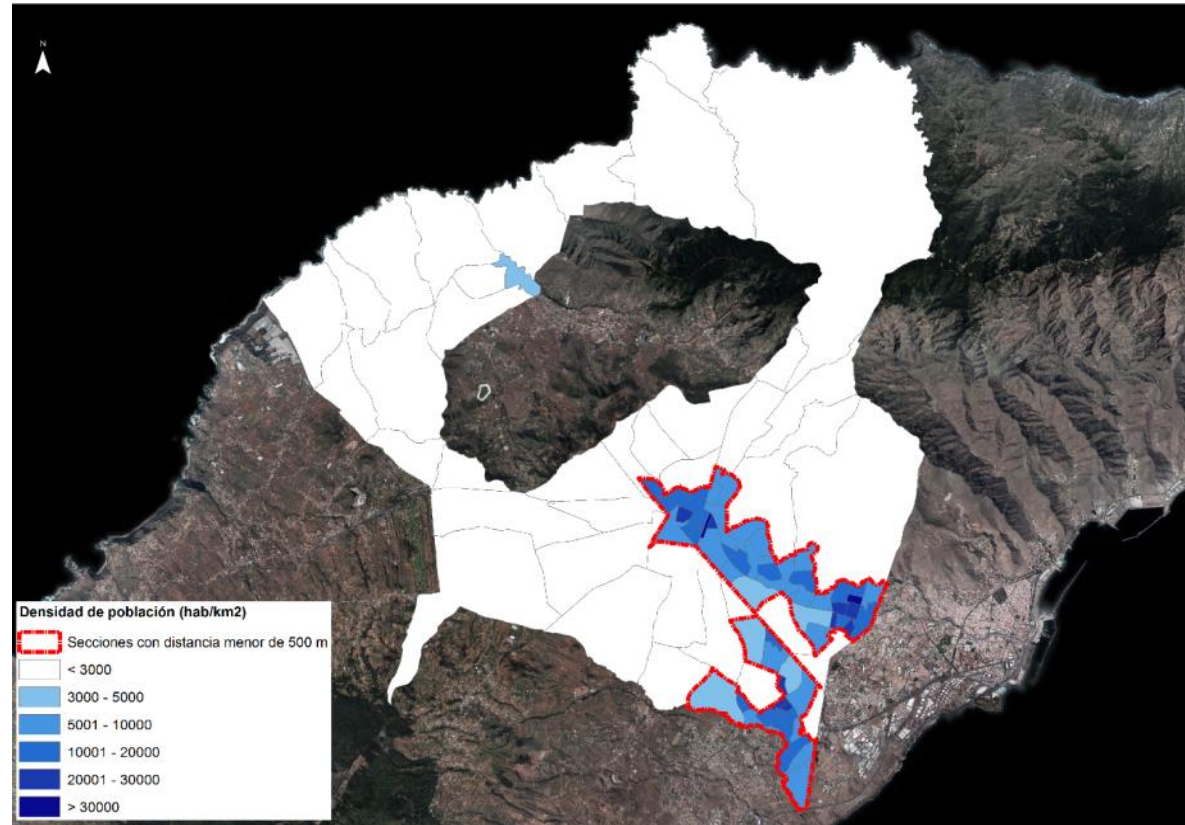 N
Densidad de población (hab/km2)
Secciones con distancia menor de 500 m
< 3000
3000 - 5000
5001 - 10000
10001 - 20000
20001 - 30000
> 30000